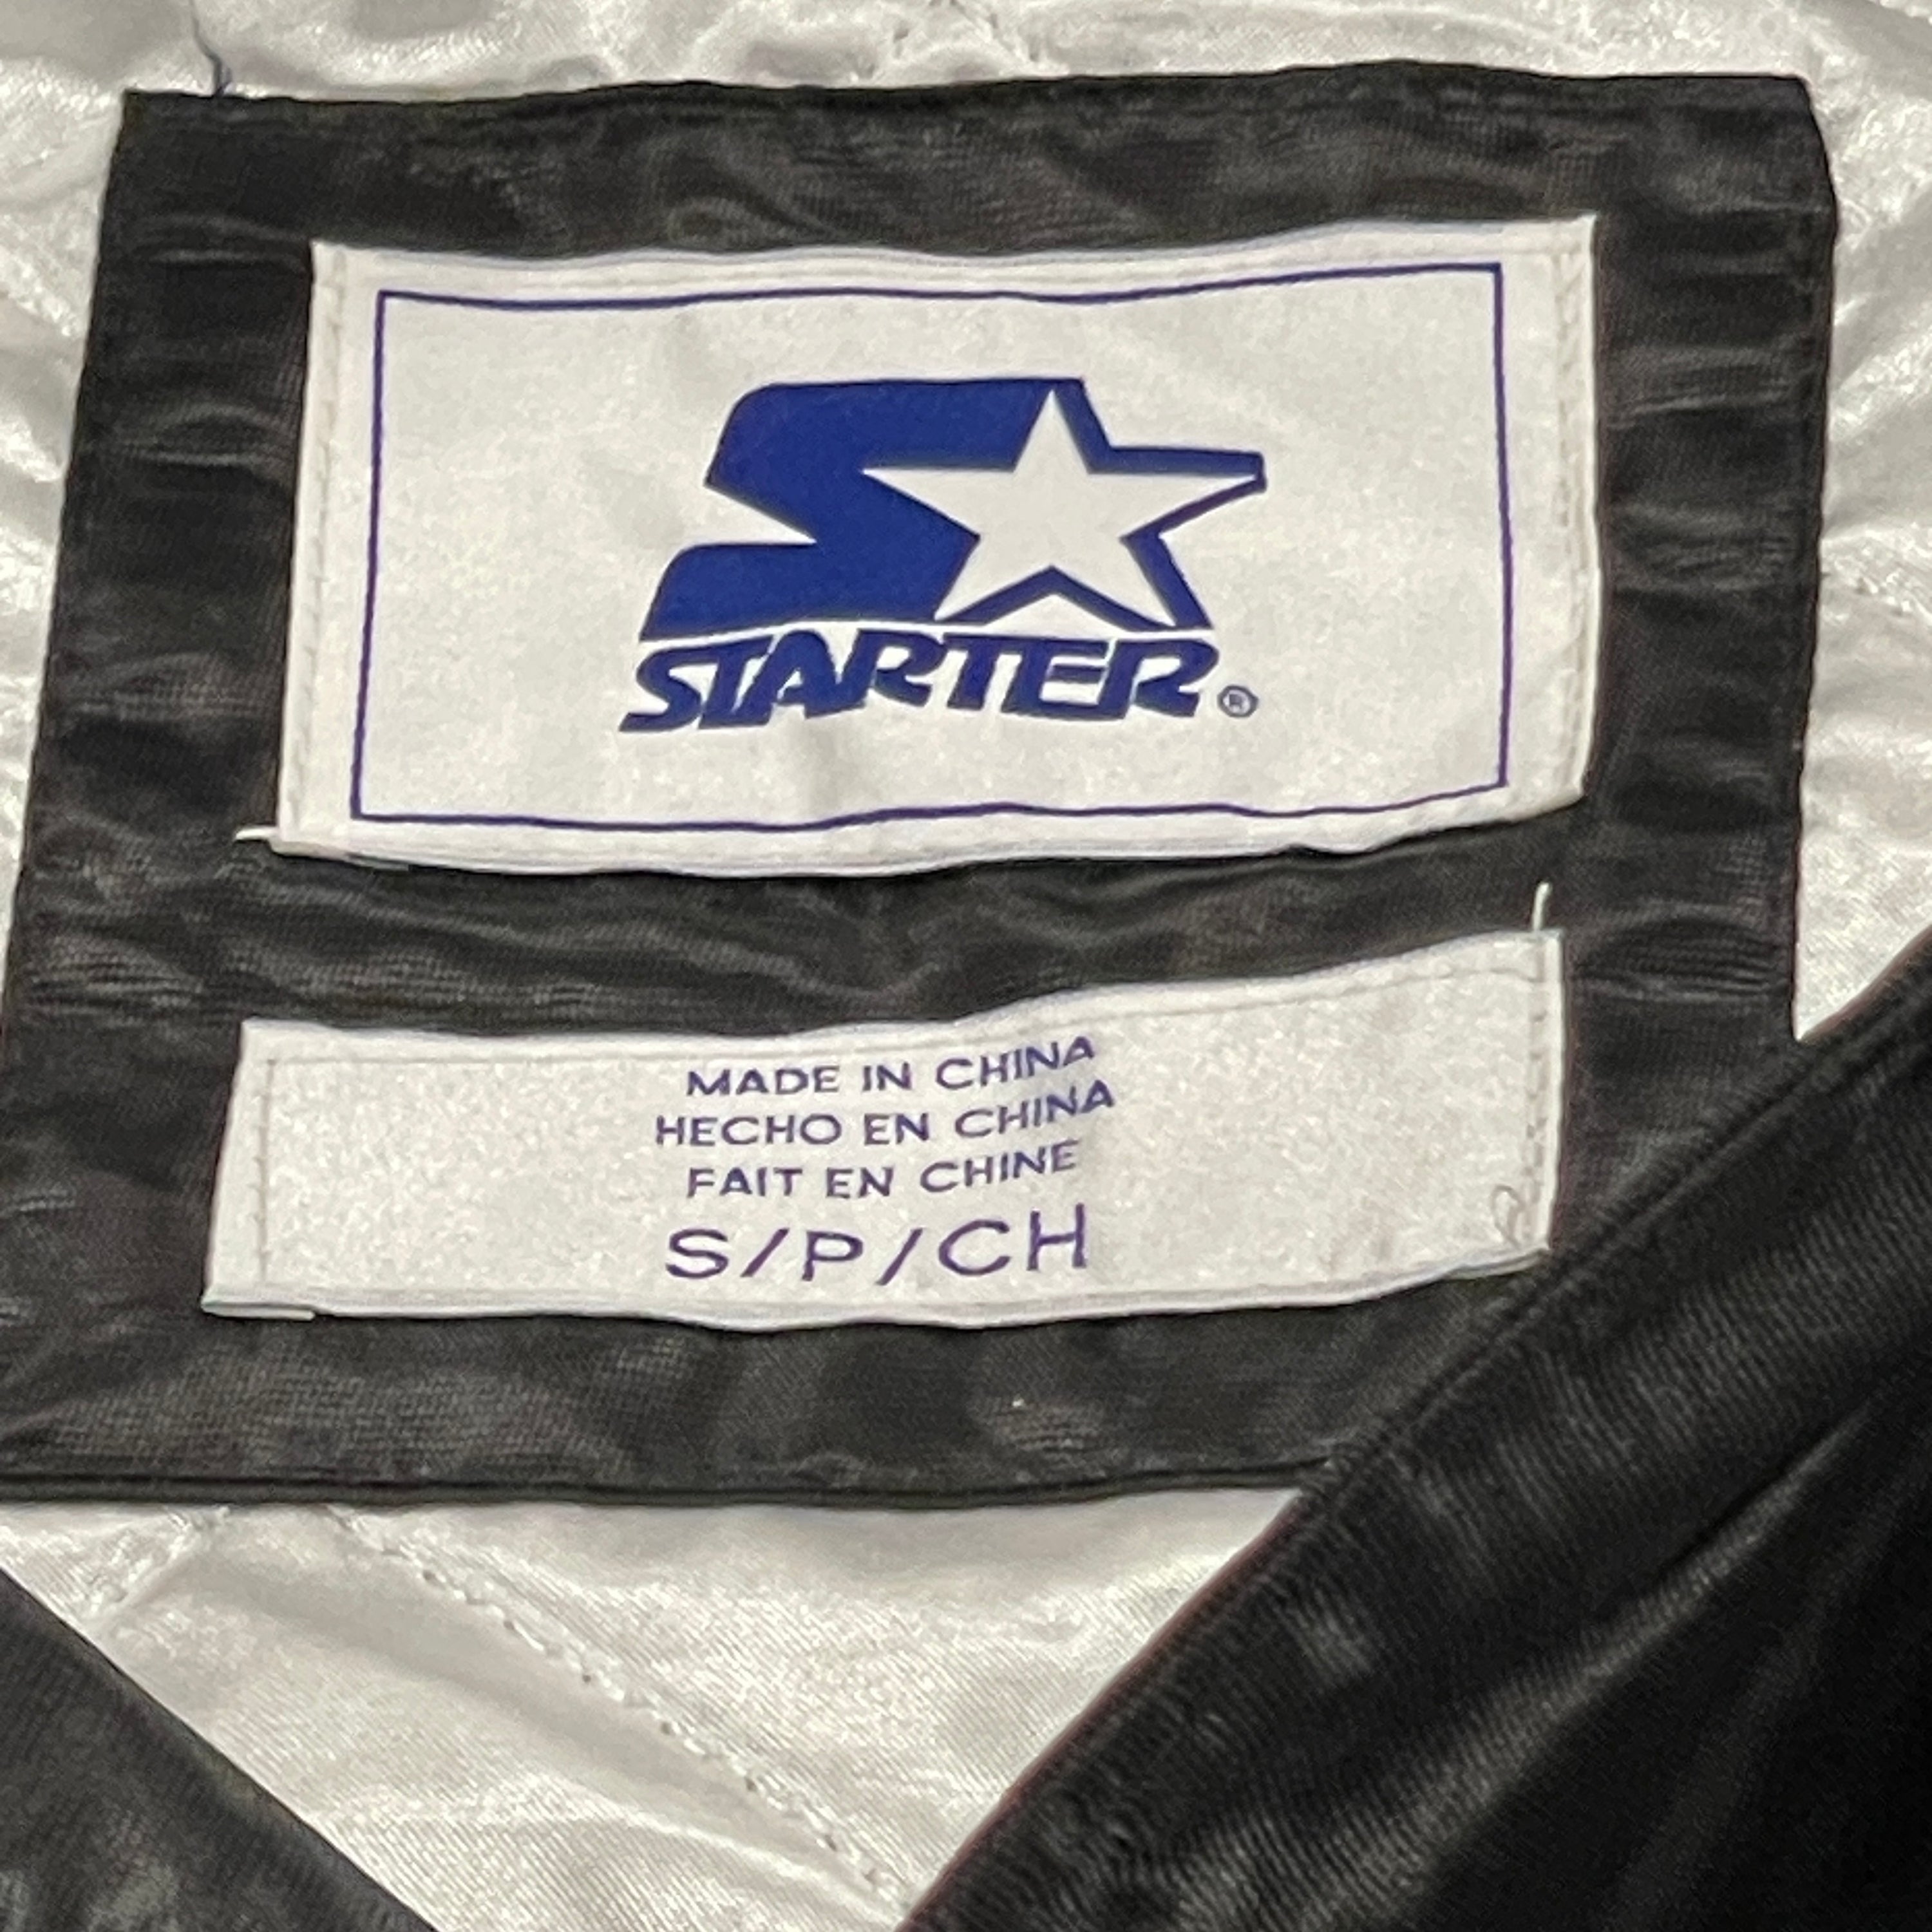 STARTER®
MADE IN CHINA
HECHO EN CHINA
FAIT EN CHINE
S/P/CH